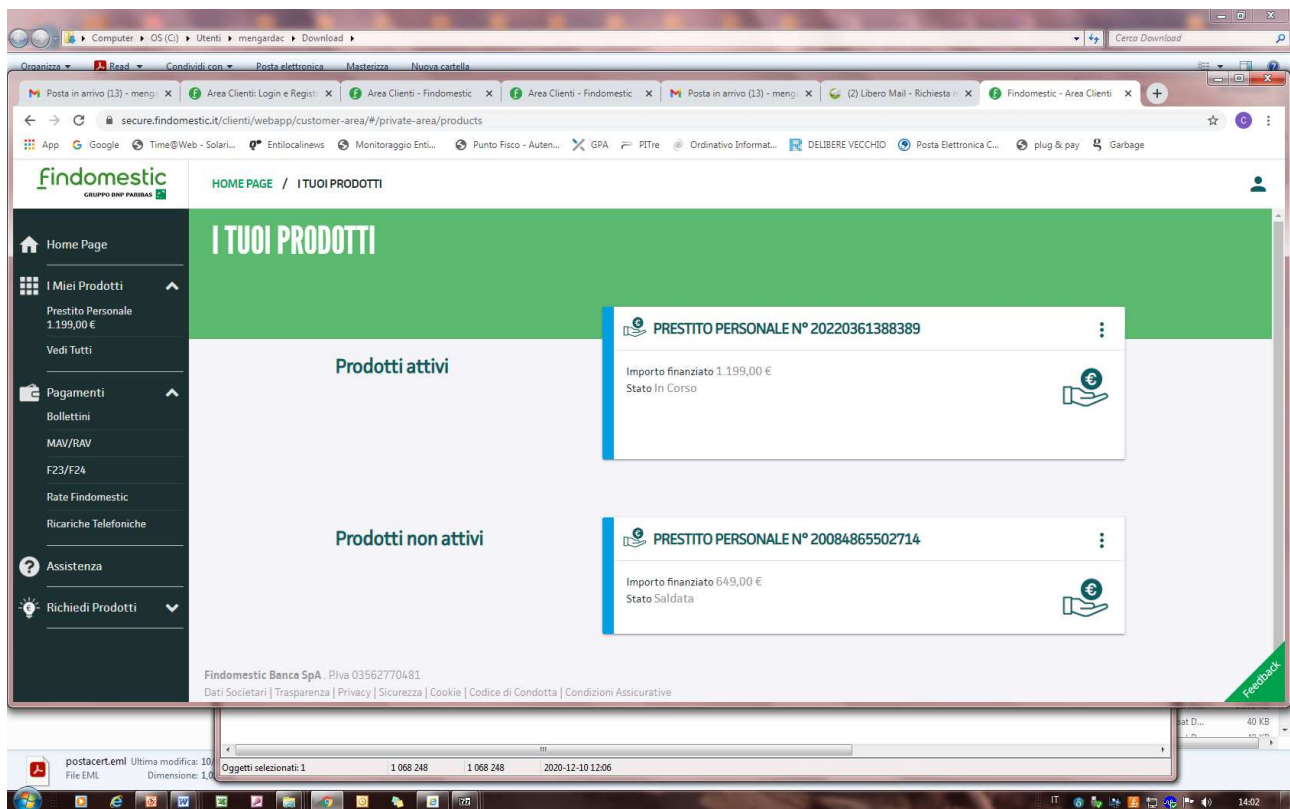 Computer ▸ OS (C:) ▸ Utenti ▸ mengardac ▸ Download ▸
Cerca Download
Organizza Read Condividi con Posta elettronica Masterizza Nuova cartella
Posta in arrivo (13) - meng
Area Clienti: Login e Registr
Area Clienti - Findomestic
Area Clienti - Findomestic
Posta in arrivo (13) - meng
(2) Libero Mail - Richiesta
Findomestic - Area Clienti
secure.findomestic.it/clienti/webapp/customer-area/#/private-area/products
App Google Time@Web - Solari... Entilocalinews Monitoraggio Enti... Punto Fisco - Auten... GPA PITre Ordinativo Informat... DELIBERE VECCHIO Posta Elettronica C... plug & pay Garbage
Findomestic
GRUPPO BNP PARIBAS
HOME PAGE / I TUOI PRODOTTI
C
Home Page
I Miei Prodotti
Prestito Personale
1.199,00 €
Vedi Tutti
Pagamenti
Bollettini
MAV/RAV
F23/F24
Rate Findomestic
Ricariche Telefoniche
Assistenza
Richiedi Prodotti
I TUOI PRODOTTI
Prodotti attivi
PRESTITO PERSONALE N° 20220361388389
Importo finanziato 1.199,00 €
Stato In Corso
Prodotti non attivi
PRESTITO PERSONALE N° 20084865502714
Importo finanziato 649,00 €
Stato Saldata
Findomestic Banca SpA . P.Iva 03562770481
Dati Societari | Trasparenza | Privacy | Sicurezza | Cookie | Codice di Condotta | Condizioni Assicurative
Feedback
40 KB
postacert.eml Ultima modifica: 10/
File EML Dimensione: 1,0
Oggetti selezionati: 1 1 068 248 1 068 248 2020-12-10 12:06
IT 14:02